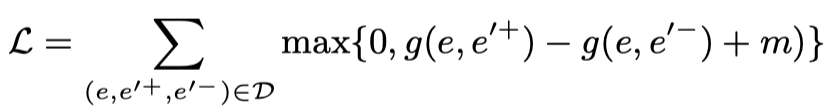 ℒ = ∑ max{0, g(e, e′⁺) − g(e, e′⁻) + m)}
(e,e′⁺,e′⁻)∈𝒟